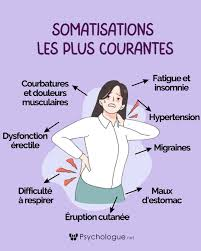 SOMATISATIONS
LES PLUS COURANTES
Courbatures
et douleurs
musculaires
Fatigue et
insomnie
Hypertension
Dysfonction
érectile
Migraines
Difficulté
à respirer
Maux
d'estomac
Éruption cutanée
Psychologue.net